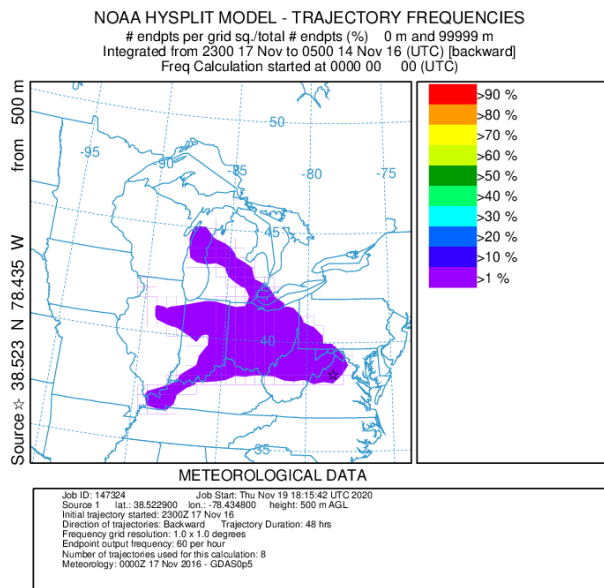 NOAA HYSPLIT MODEL - TRAJECTORY FREQUENCIES
# endpts per grid sq./total # endpts (%) 0 m and 99999 m
Integrated from 2300 17 Nov to 0500 14 Nov 16 (UTC) [backward]
Freq Calculation started at 0000 00 00 (UTC)
Source ☆ 38.523 N 78.435 W from 500 m
-95
-90
-85
-80
-75
50
45
40
35
>90 %
>80 %
>70 %
>60 %
>50 %
>40 %
>30 %
>20 %
>10 %
>1 %
METEOROLOGICAL DATA
Job ID: 147324 Job Start: Thu Nov 19 18:15:42 UTC 2020
Source 1 lat.: 38.522900 lon.: -78.434800 height: 500 m AGL
Initial trajectory started: 2300Z 17 Nov 16
Direction of trajectories: Backward Trajectory Duration: 48 hrs
Frequency grid resolution: 1.0 x 1.0 degrees
Endpoint output frequency: 60 per hour
Number of trajectories used for this calculation: 8
Meteorology: 0000Z 17 Nov 2016 - GDAS0p5